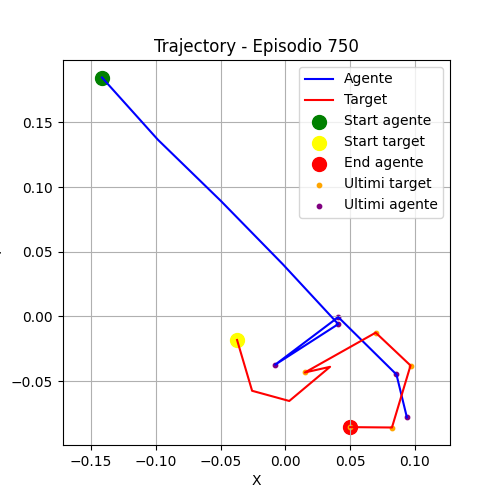 Trajectory - Episodio 750
Agente
Target
Start agente
Start target
End agente
Ultimi target
Ultimi agente
0.15
0.10
0.05
0.00
−0.05
−0.15
−0.10
−0.05
0.00
0.05
0.10
X